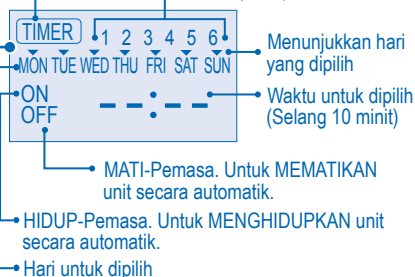 TIMER 1 2 3 4 5 6
MON TUE WED THU FRI SAT SUN
ON
OFF
--:--
Menunjukkan hari
yang dipilih
Waktu untuk dipilih
(Selang 10 minit)
MATI-Pemasa. Untuk MEMATIKAN
unit secara automatik.
HIDUP-Pemasa. Untuk MENGHIDUPKAN unit
secara automatik.
Hari untuk dipilih